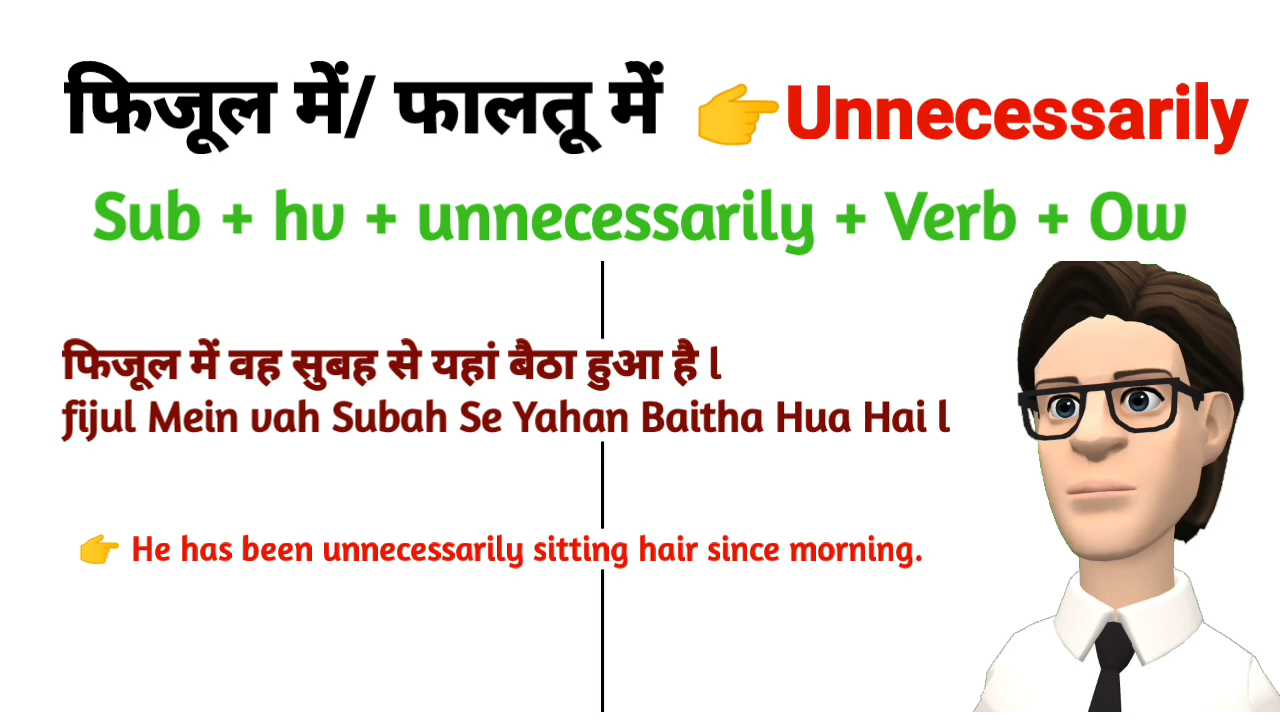 फिजूल में/ फालतू में 👉Unnecessarily
Sub + hv + unnecessarily + Verb + Ow
फिजूल में वह सुबह से यहां बैठा हुआ है l
fijul Mein vah Subah Se Yahan Baitha Hua Hai l
👉 He has been unnecessarily sitting hair since morning.